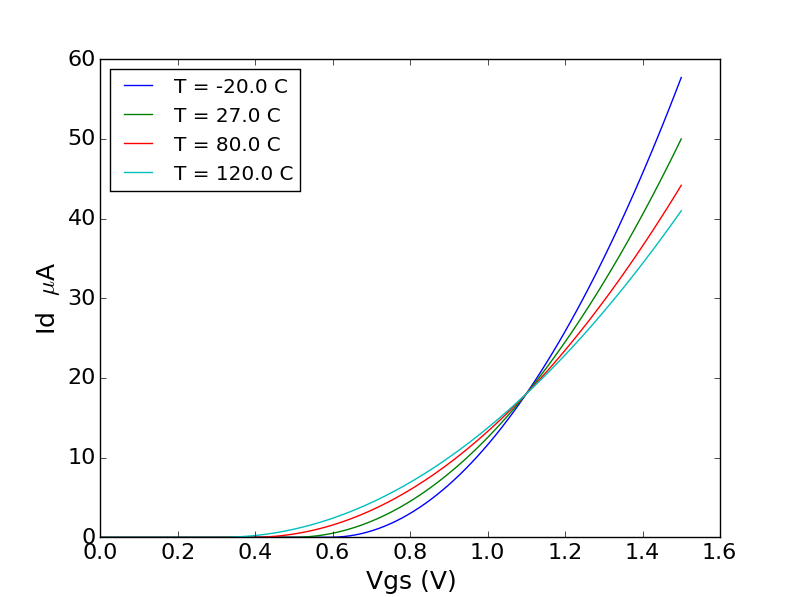 60
50
40
30
20
10
0
T = -20.0 C
T = 27.0 C
T = 80.0 C
T = 120.0 C
Id μA
0.0 0.2 0.4 0.6 0.8 1.0 1.2 1.4 1.6
Vgs (V)